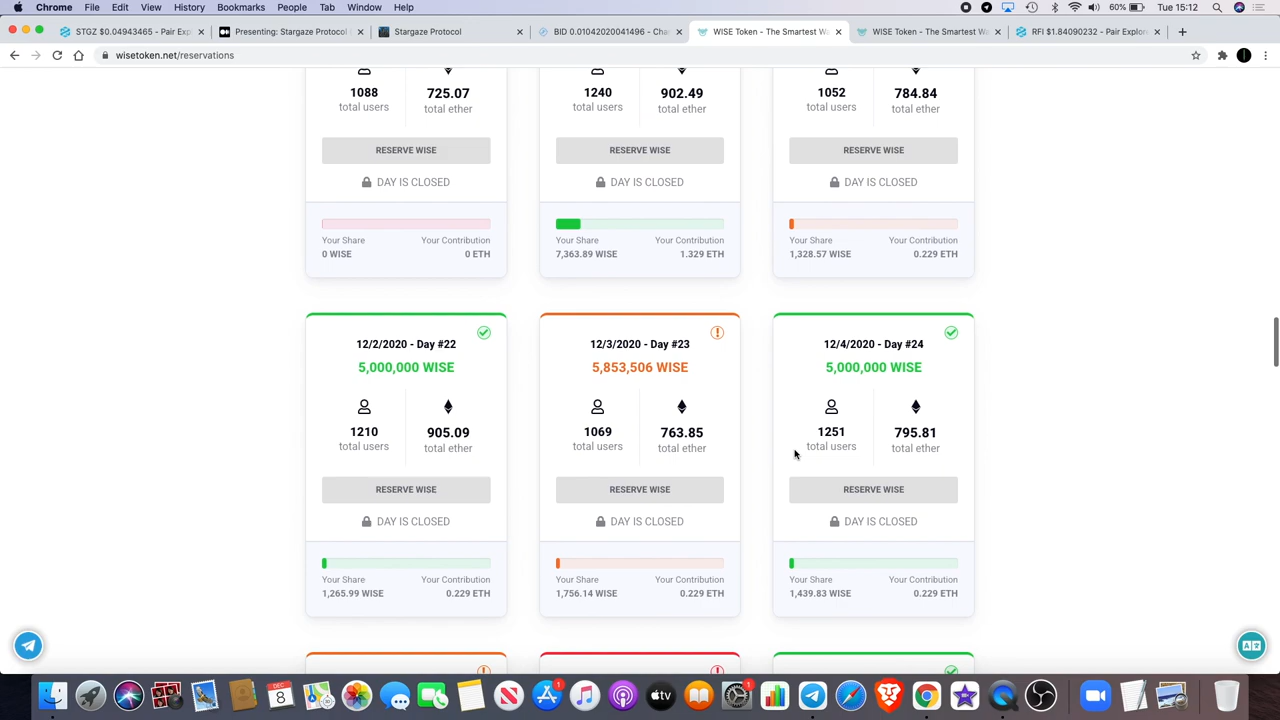 Chrome File Edit View History Bookmarks People Tab Window Help 60% Tue 15:12
STGZ $0.04943465 - Pair Exp Presenting: Stargaze Protocol Stargaze Protocol BID 0.01042020041496 - Cha WISE Token - The Smartest W WISE Token - The Smartest W RFI $1.84090232 - Pair Explor
wisetoken.net/reservations
1088 725.07 1240 902.49 1052 784.84
total users total ether total users total ether total users total ether
RESERVE WISE RESERVE WISE RESERVE WISE
DAY IS CLOSED DAY IS CLOSED DAY IS CLOSED
Your Share Your Contribution Your Share Your Contribution Your Share Your Contribution
0 WISE 0 ETH 7,363.89 WISE 1.329 ETH 1,328.57 WISE 0.229 ETH
12/2/2020 - Day #22 12/3/2020 - Day #23 12/4/2020 - Day #24
5,000,000 WISE 5,853,506 WISE 5,000,000 WISE
1210 905.09 1069 763.85 1251 795.81
total users total ether total users total ether total users total ether
RESERVE WISE RESERVE WISE RESERVE WISE
DAY IS CLOSED DAY IS CLOSED DAY IS CLOSED
Your Share Your Contribution Your Share Your Contribution Your Share Your Contribution
1,265.99 WISE 0.229 ETH 1,756.14 WISE 0.229 ETH 1,439.83 WISE 0.229 ETH
DEC
8
tv
1
1